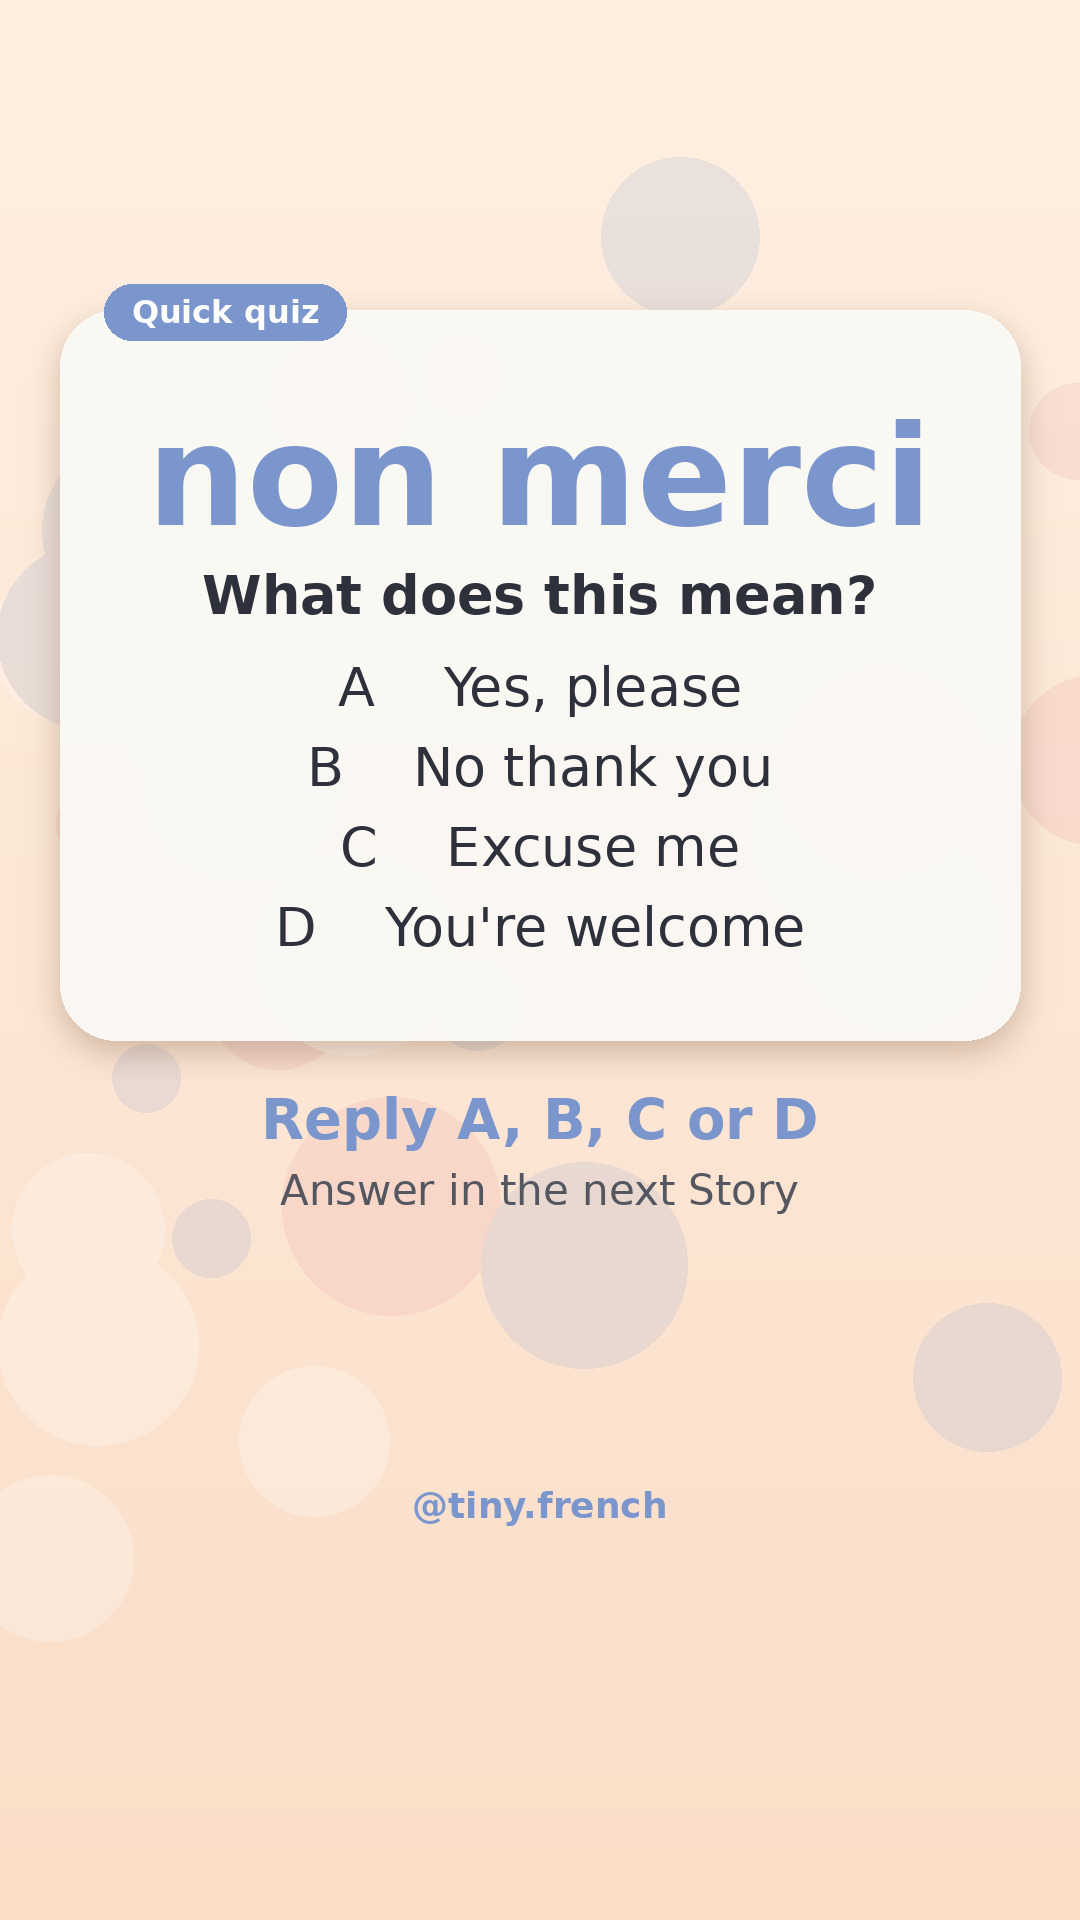 Quick quiz
non merci
What does this mean?
A Yes, please
B No thank you
C Excuse me
D You're welcome
Reply A, B, C or D
Answer in the next Story
@tiny.french